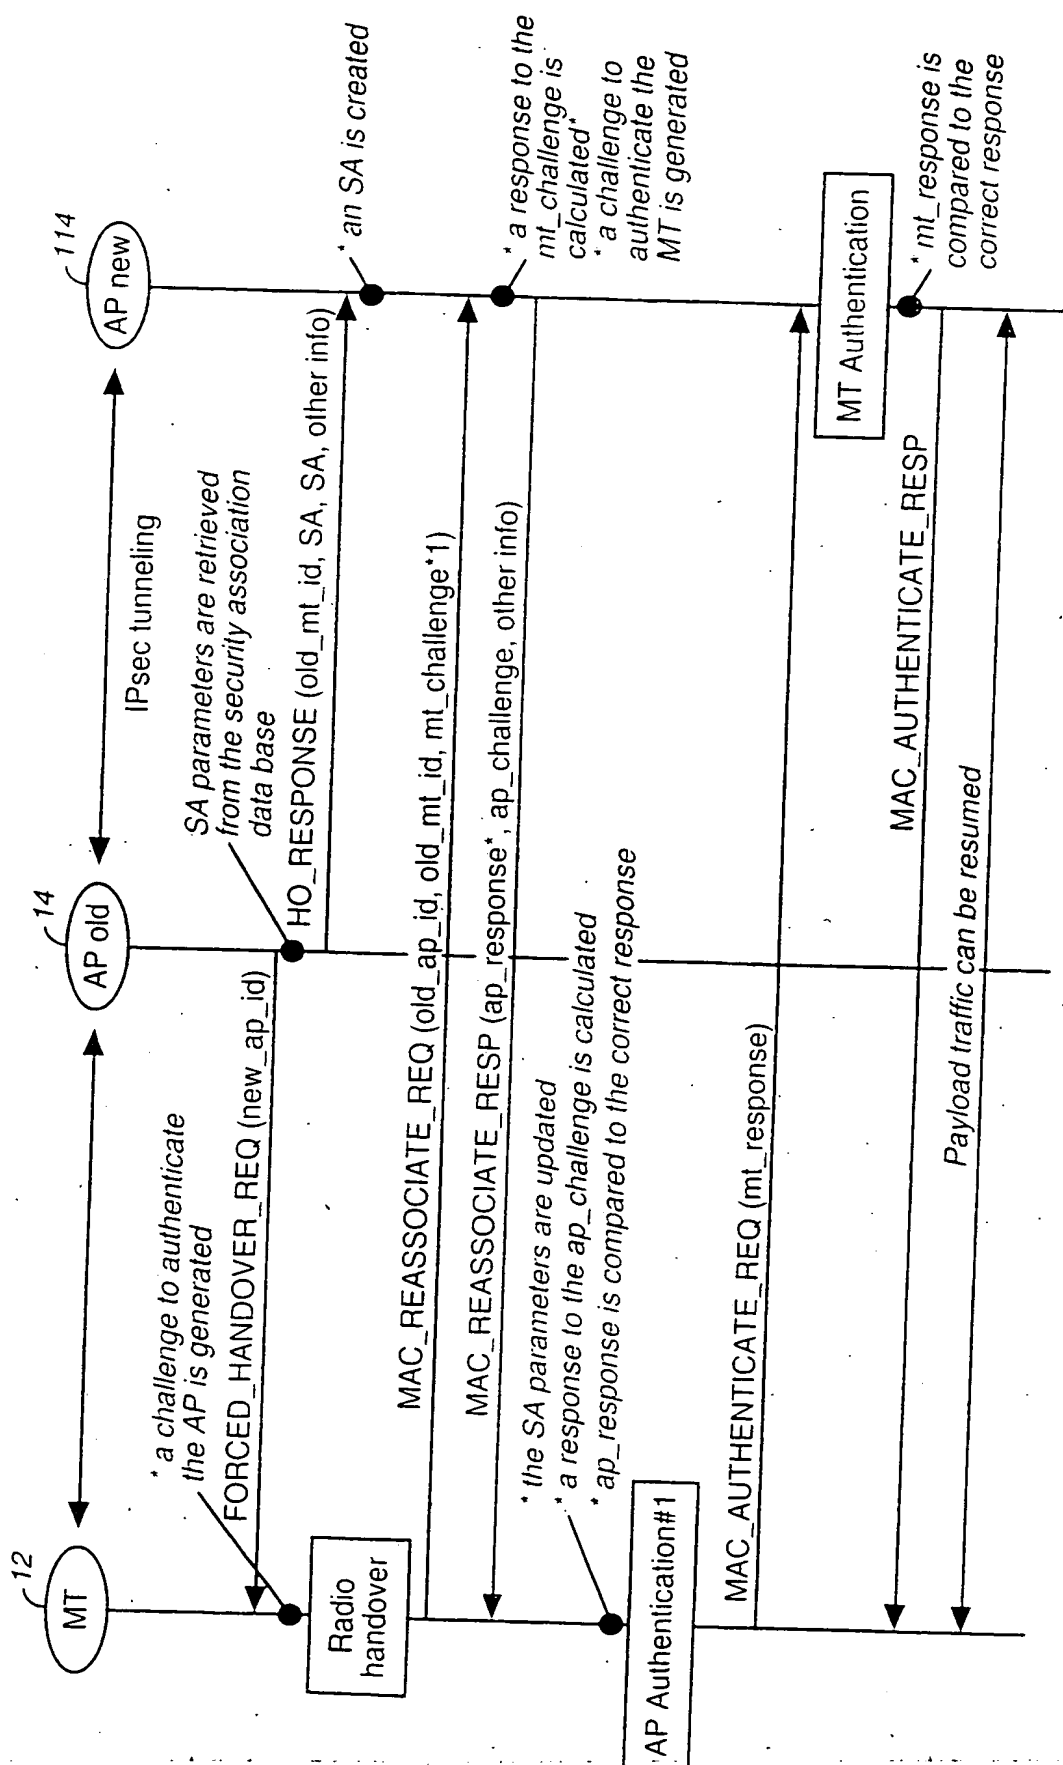 12
MT
14
AP old
114
AP new
IPsec tunneling
* a challenge to authenticate
the AP is generated
FORCED_HANDOVER_REQ (new_ap_id)
SA parameters are retrieved
from the security association
data base
HO_RESPONSE (old_mt_id, SA, SA, other info)
* an SA is created
Radio
handover
MAC_REASSOCIATE_REQ (old_ap_id, old_mt_id, mt_challenge*1)
* a response to the
mt_challenge is
calculated*
* a challenge to
authenticate the
MT is generated
MAC_REASSOCIATE_RESP (ap_response*, ap_challenge, other info)
* the SA parameters are updated
* a response to the ap_challenge is calculated
* ap_response is compared to the correct response
AP Authentication#1
MAC_AUTHENTICATE_REQ (mt_response)
MT Authentication
* mt_response is
compared to the
correct response
MAC_AUTHENTICATE_RESP
Payload traffic can be resumed